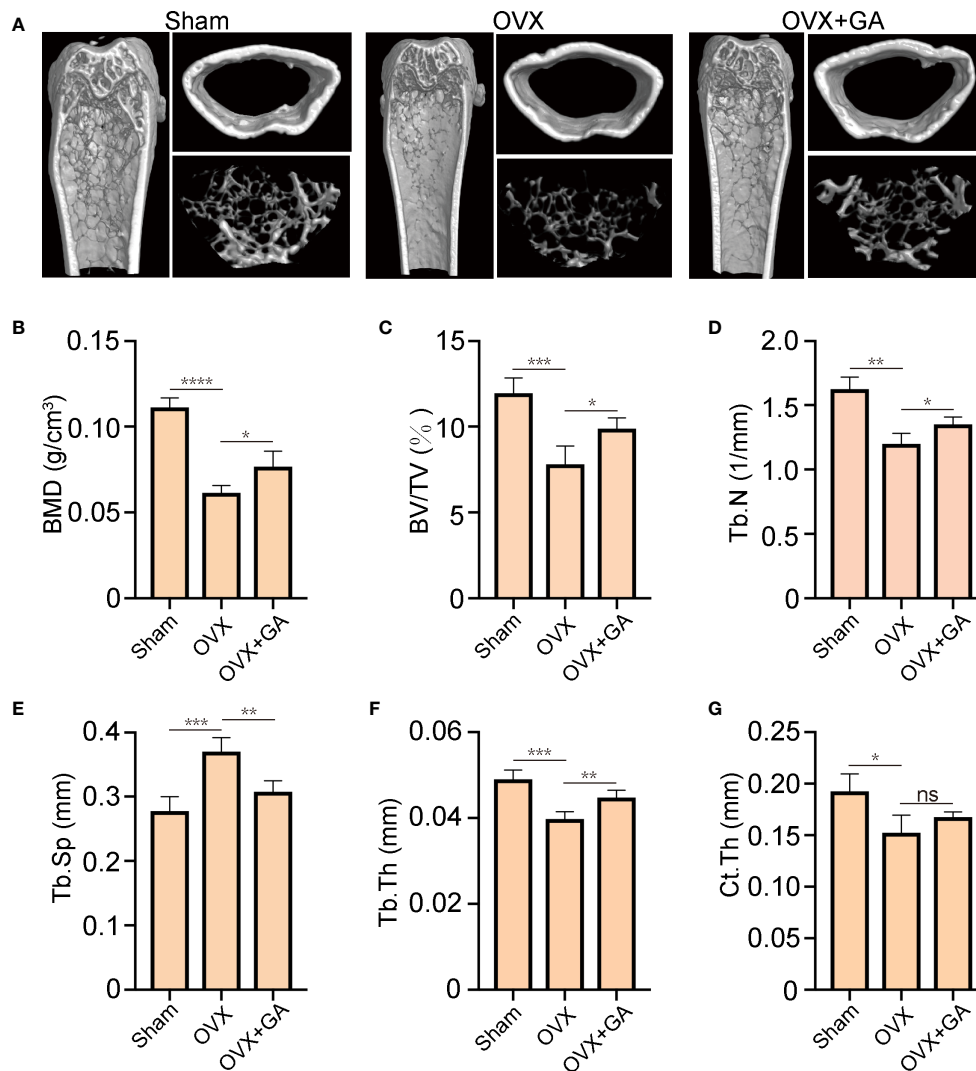 A
Sham
OVX
OVX+GA
B
BMD (g/cm³)
0.15
0.10
0.05
0
****
*
Sham
OVX
OVX+GA
C
BV/TV (%)
15
10
5
0
***
*
Sham
OVX
OVX+GA
D
Tb.N (1/mm)
2.0
1.5
1.0
0.5
0
**
*
Sham
OVX
OVX+GA
E
Tb.Sp (mm)
0.4
0.3
0.2
0.1
0
***
**
Sham
OVX
OVX+GA
F
Tb.Th (mm)
0.06
0.04
0.02
0
***
**
Sham
OVX
OVX+GA
G
Ct.Th (mm)
0.25
0.20
0.15
0.10
0.05
0
*
ns
Sham
OVX
OVX+GA